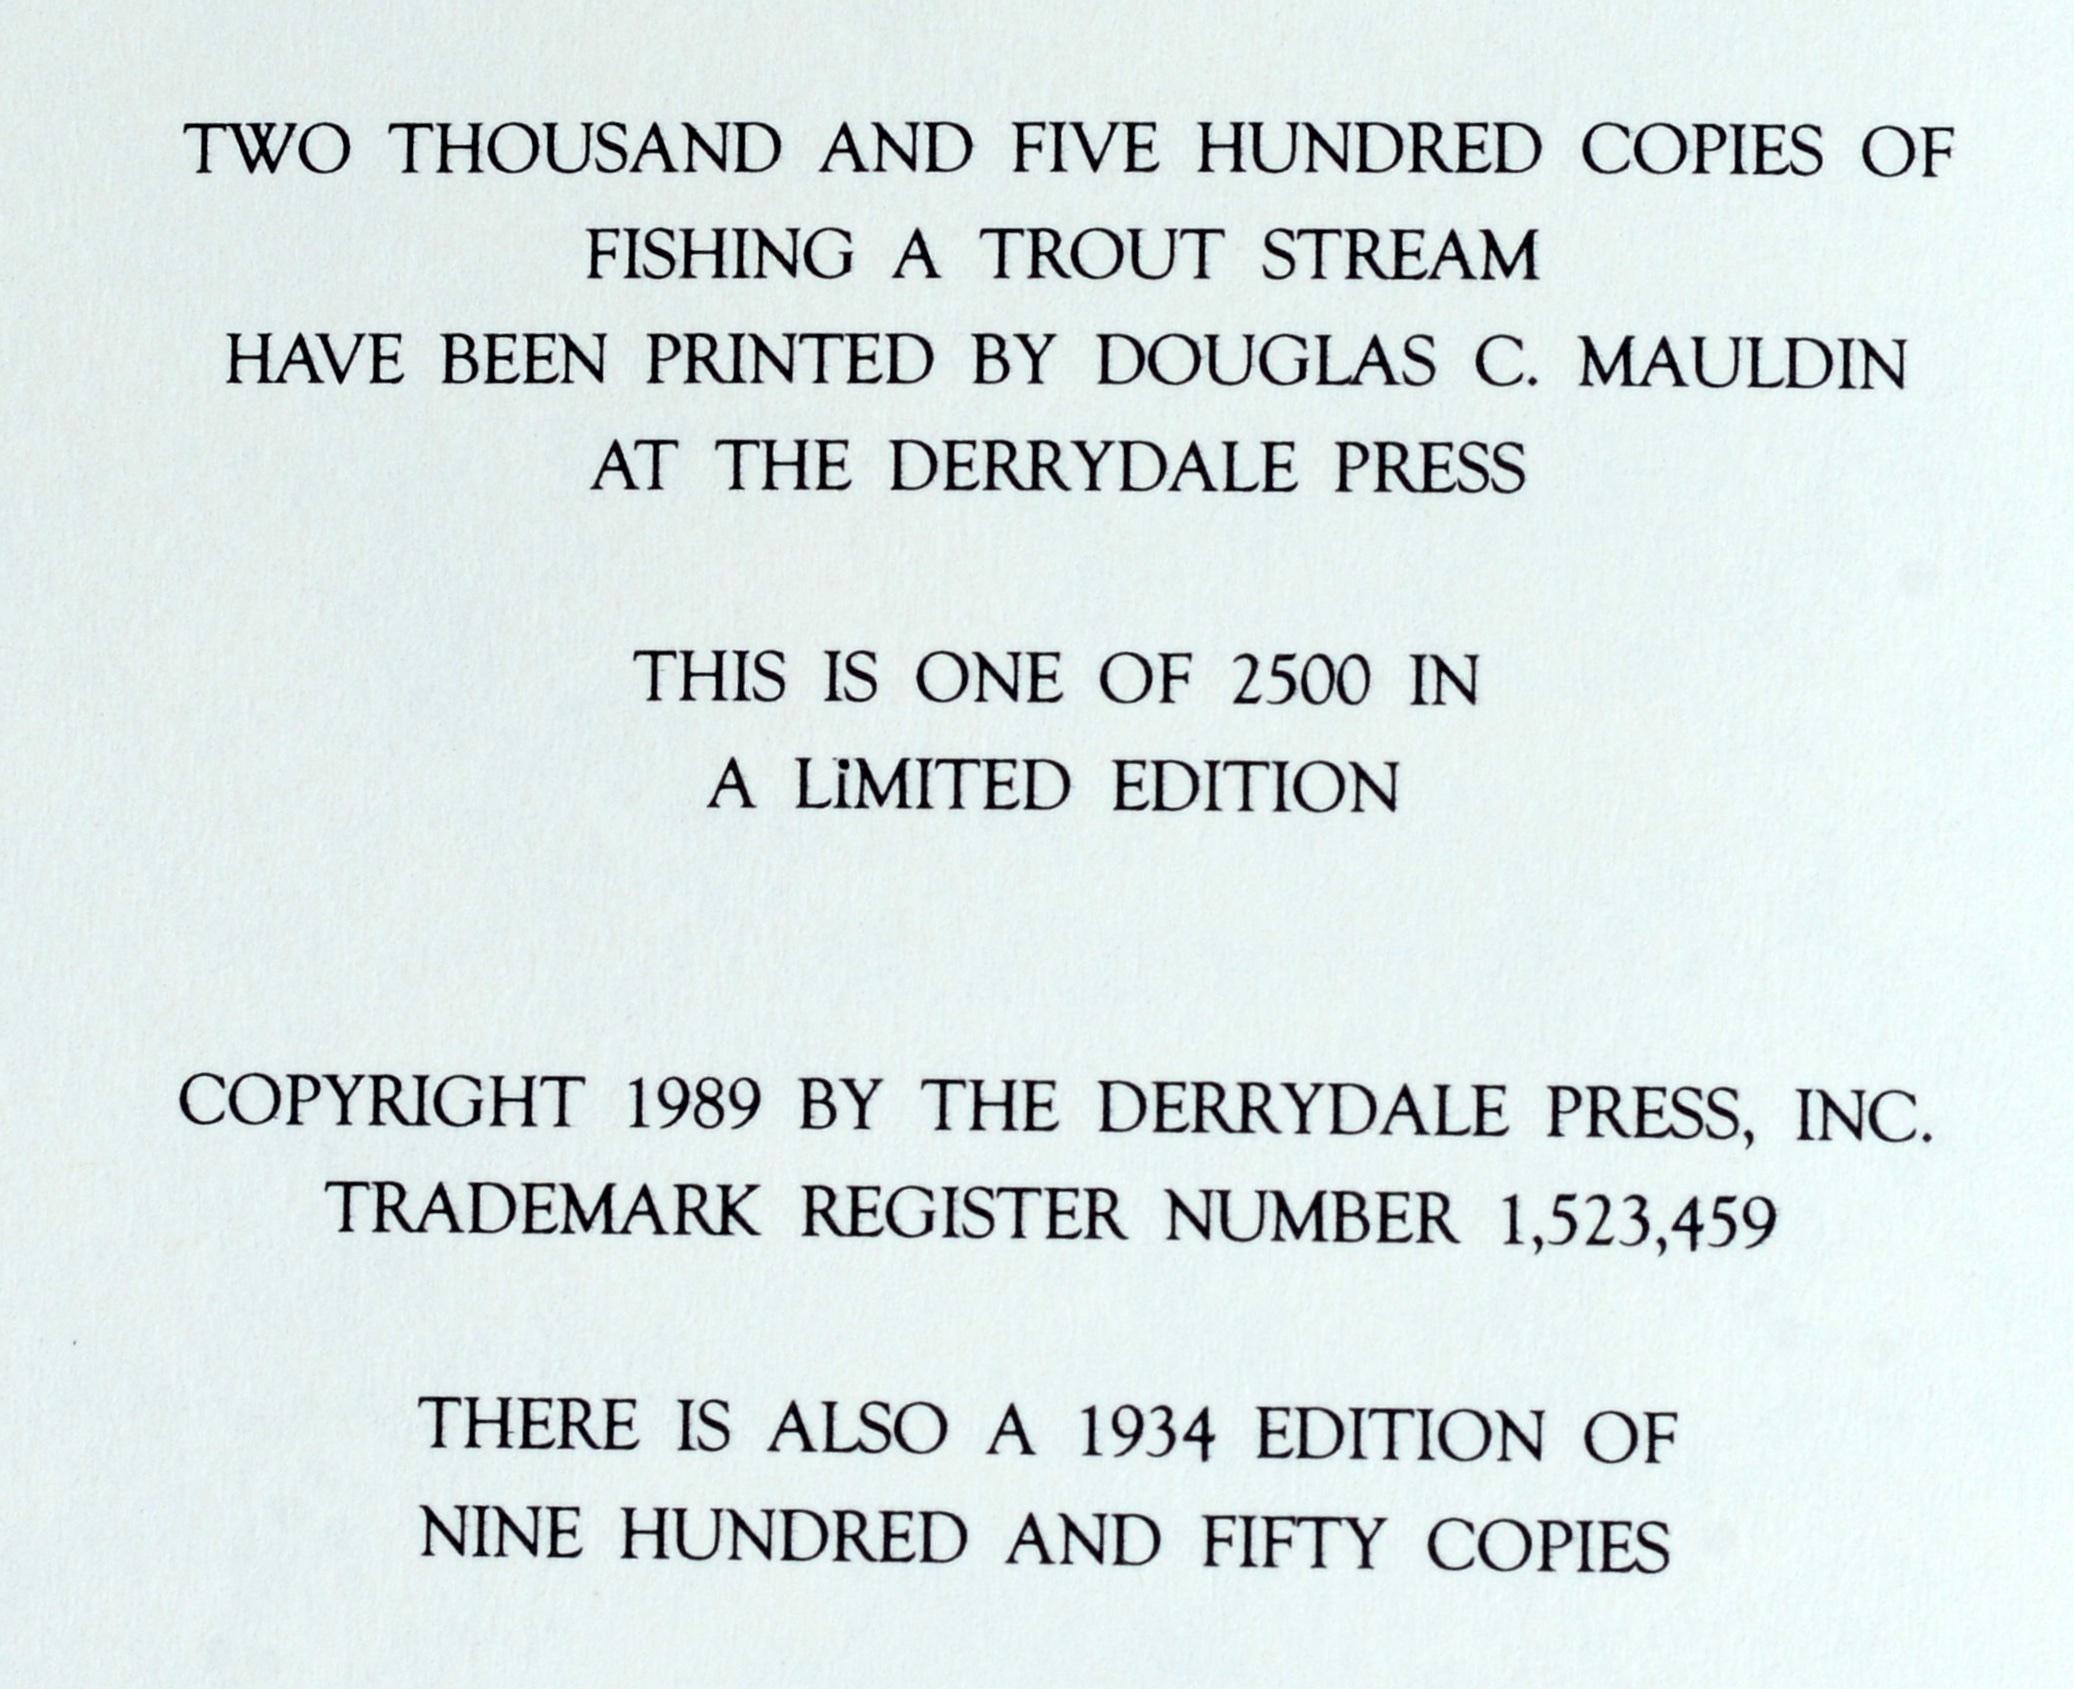 TWO THOUSAND AND FIVE HUNDRED COPIES OF
FISHING A TROUT STREAM
HAVE BEEN PRINTED BY DOUGLAS C. MAULDIN
AT THE DERRYDALE PRESS
THIS IS ONE OF 2500 IN
A LiMITED EDITION
COPYRIGHT 1989 BY THE DERRYDALE PRESS, INC.
TRADEMARK REGISTER NUMBER 1,523,459
THERE IS ALSO A 1934 EDITION OF
NINE HUNDRED AND FIFTY COPIES